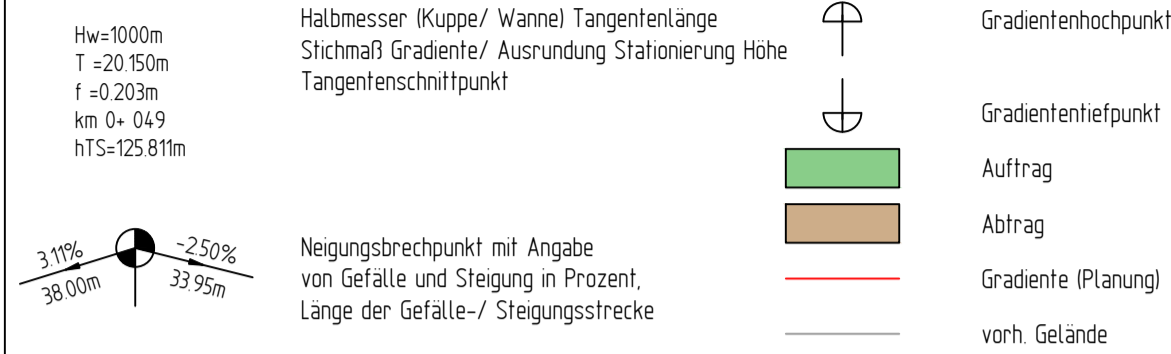 Hw=1000m
T =20.150m
f =0.203m
km 0+ 049
hTS=125.811m
Halbmesser (Kuppe/ Wanne) Tangentenlänge
Stichmaß Gradiente/ Ausrundung Stationierung Höhe
Tangentenschnittpunkt
3.11%
38.00m
-2.50%
33.95m
Neigungsbrechpunkt mit Angabe
von Gefälle und Steigung in Prozent,
Länge der Gefälle-/ Steigungsstrecke
Gradientenhochpunkt
Gradiententiefpunkt
Auftrag
Abtrag
Gradiente (Planung)
vorh. Gelände